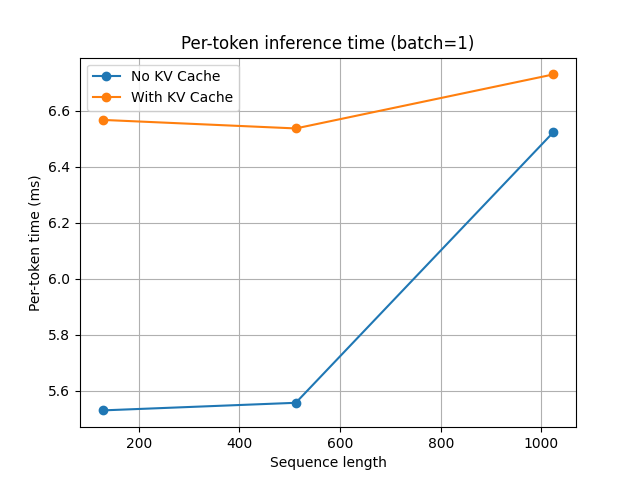 Per-token inference time (batch=1)
No KV Cache
With KV Cache
Per-token time (ms)
6.6
6.4
6.2
6.0
5.8
5.6
200 400 600 800 1000
Sequence length